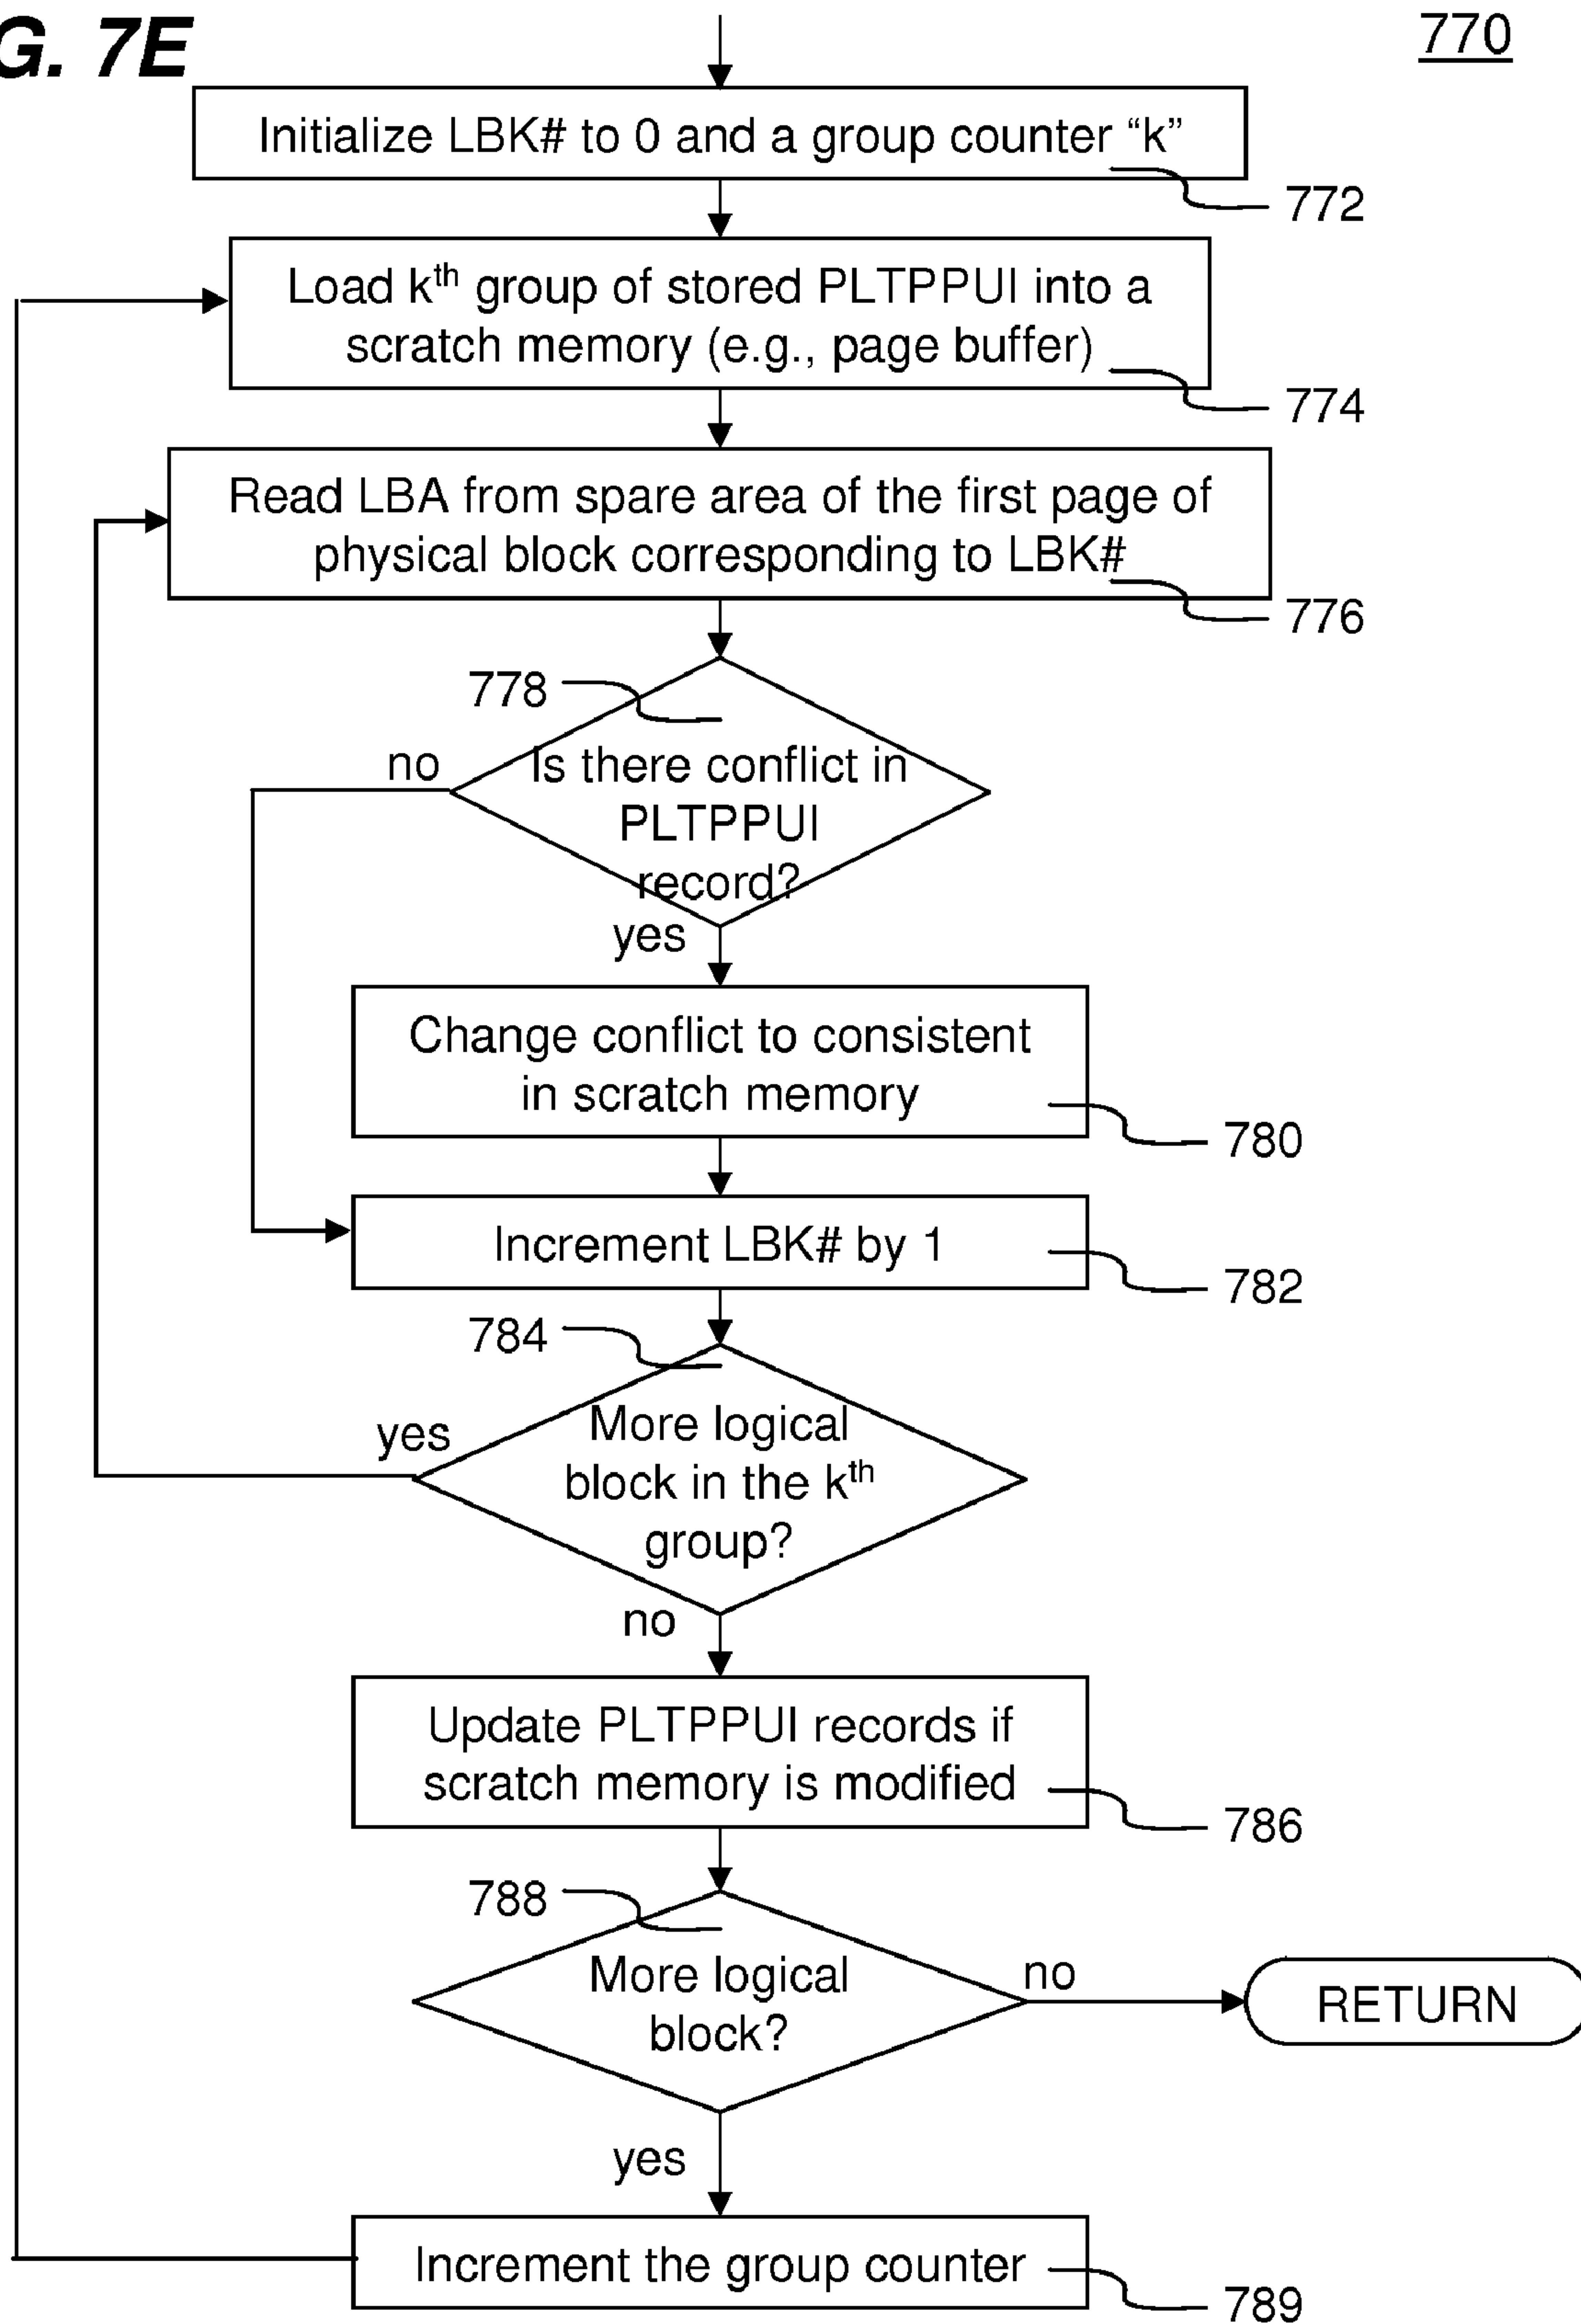 G. 7E
770
Initialize LBK# to 0 and a group counter “k”
772
Load kth group of stored PLTPPUI into a
scratch memory (e.g., page buffer)
774
Read LBA from spare area of the first page of
physical block corresponding to LBK#
776
778
no
Is there conflict in
PLTPPUI
record?
yes
Change conflict to consistent
in scratch memory
780
Increment LBK# by 1
782
784
yes
More logical
block in the kth
group?
no
Update PLTPPUI records if
scratch memory is modified
786
788
More logical
block?
no
RETURN
yes
Increment the group counter
789